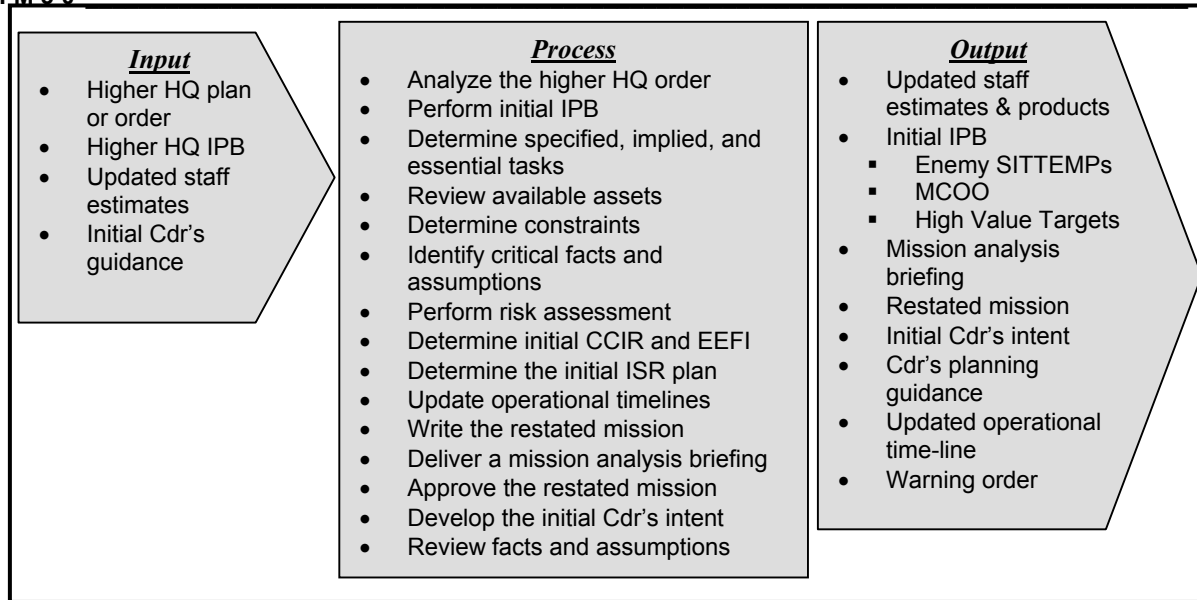 Input
• Higher HQ plan
or order
• Higher HQ IPB
• Updated staff
estimates
• Initial Cdr's
guidance
Process
• Analyze the higher HQ order
• Perform initial IPB
• Determine specified, implied, and
essential tasks
• Review available assets
• Determine constraints
• Identify critical facts and
assumptions
• Perform risk assessment
• Determine initial CCIR and EEFI
• Determine the initial ISR plan
• Update operational timelines
• Write the restated mission
• Deliver a mission analysis briefing
• Approve the restated mission
• Develop the initial Cdr's intent
• Review facts and assumptions
Output
• Updated staff
estimates & products
• Initial IPB
▪ Enemy SITTEMPs
▪ MCOO
▪ High Value Targets
• Mission analysis
briefing
• Restated mission
• Initial Cdr's intent
• Cdr's planning
guidance
• Updated operational
time-line
• Warning order